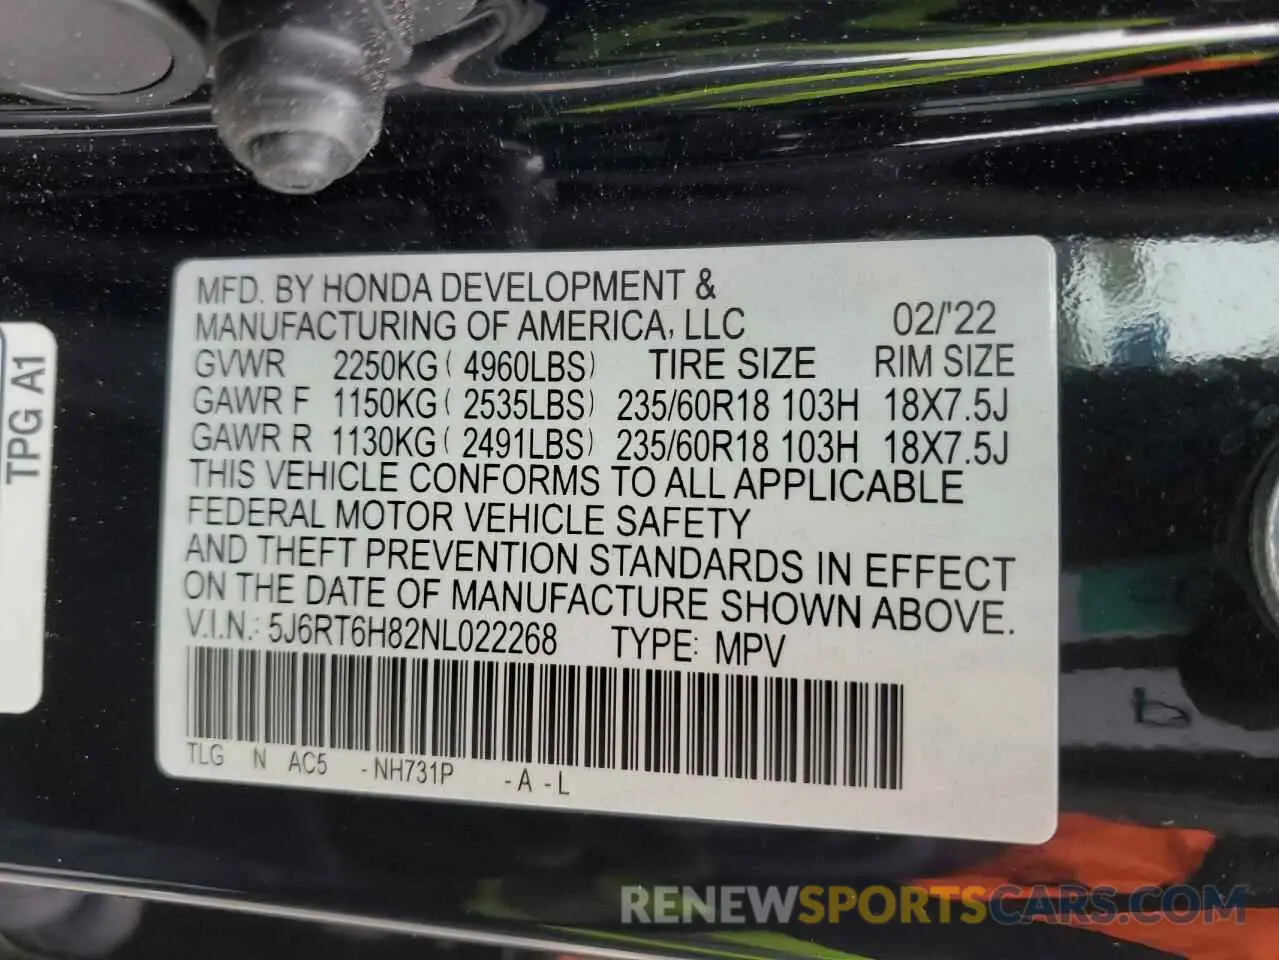 MFD. BY HONDA DEVELOPMENT &
MANUFACTURING OF AMERICA, LLC 02/'22
GVWR 2250KG ( 4960LBS) TIRE SIZE RIM SIZE
GAWR F 1150KG ( 2535LBS) 235/60R18 103H 18X7.5J
GAWR R 1130KG ( 2491LBS) 235/60R18 103H 18X7.5J
THIS VEHICLE CONFORMS TO ALL APPLICABLE
FEDERAL MOTOR VEHICLE SAFETY
AND THEFT PREVENTION STANDARDS IN EFFECT
ON THE DATE OF MANUFACTURE SHOWN ABOVE.
V.I.N.: 5J6RT6H82NL022268 TYPE: MPV
TLG N AC5 -NH731P -A -L
TPG A1
RENEWSPORTSCARS.COM